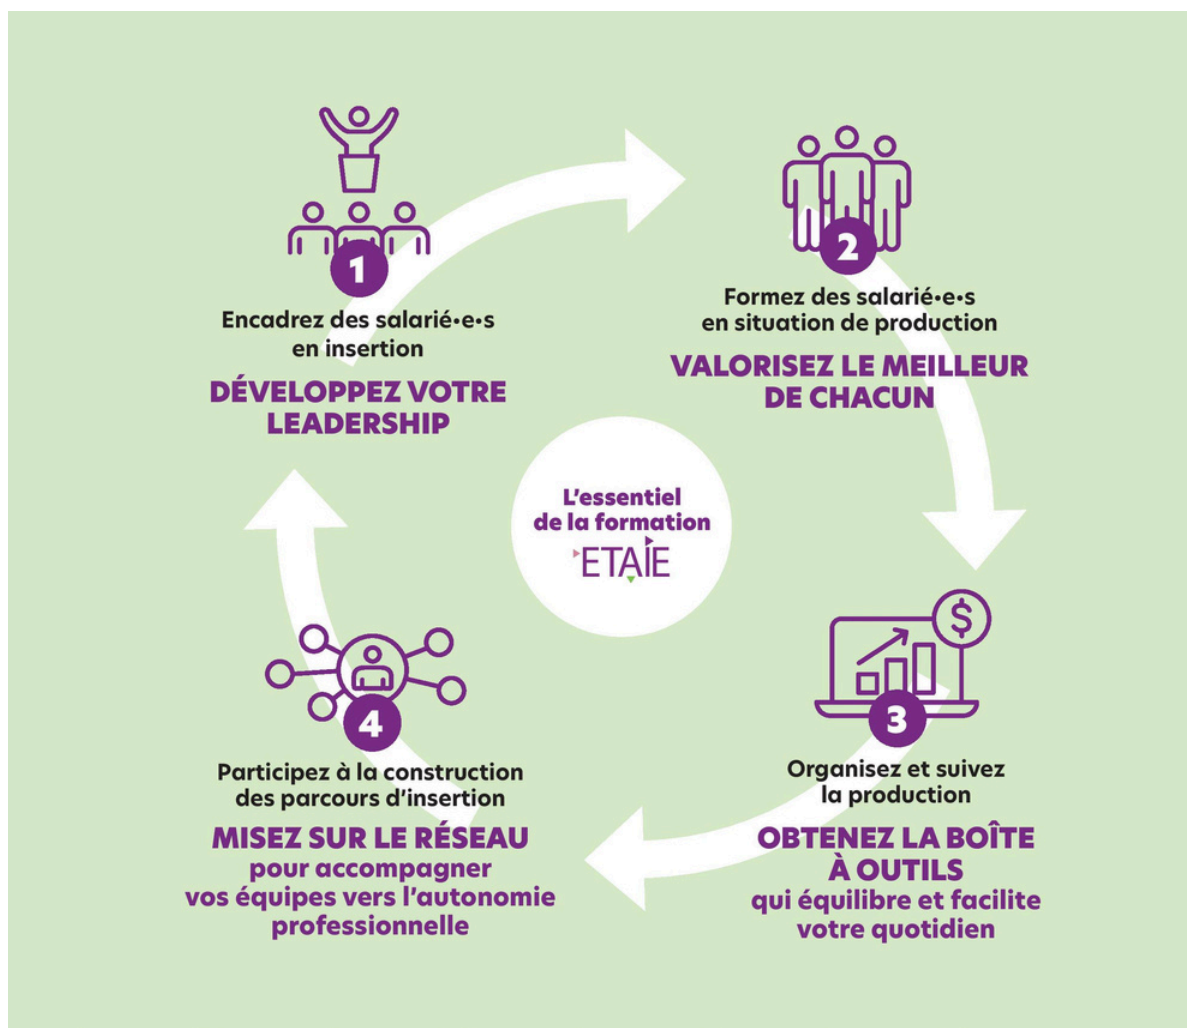 1
Encadrez des salarié•e•s
en insertion
DÉVELOPPEZ VOTRE
LEADERSHIP
2
Formez des salarié•e•s
en situation de production
VALORISEZ LE MEILLEUR
DE CHACUN
L'essentiel
de la formation
ETAIE
$
3
Organisez et suivez
la production
OBTENEZ LA BOÎTE
À OUTILS
qui équilibre et facilite
votre quotidien
4
Participez à la construction
des parcours d'insertion
MISEZ SUR LE RÉSEAU
pour accompagner
vos équipes vers l'autonomie
professionnelle